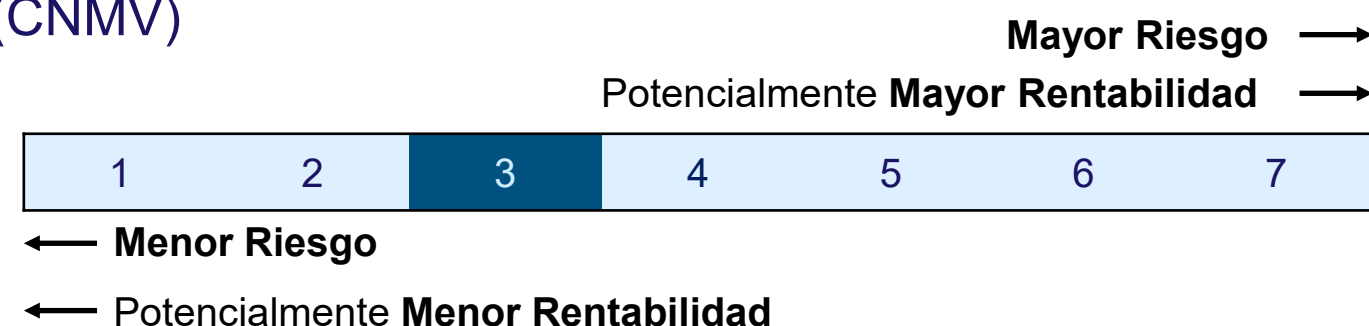 (CNMV)
Mayor Riesgo
Potencialmente Mayor Rentabilidad
1 2 3 4 5 6 7
Menor Riesgo
Potencialmente Menor Rentabilidad